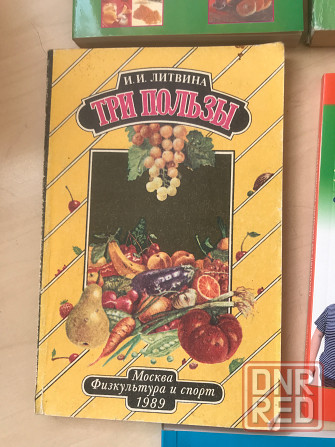 И. И. ЛИТВИНА
ТРИ ПОЛЬЗЫ
Москва
Физкультура и спорт
1989
DNR
RED